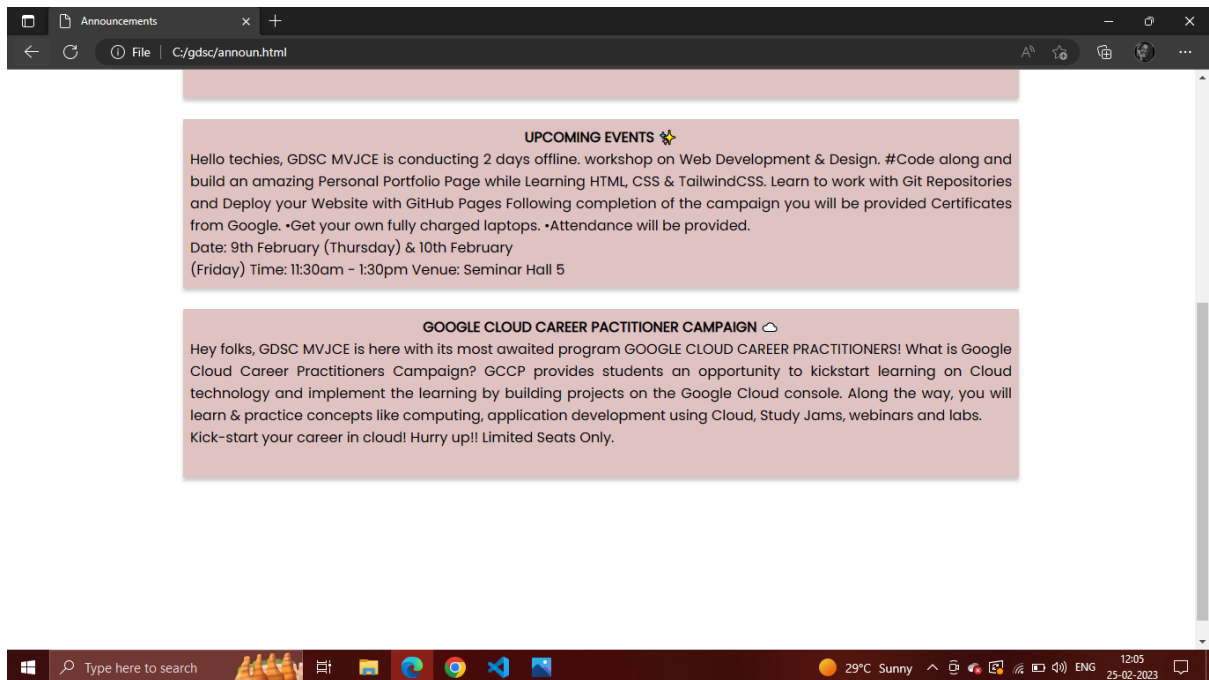 Announcements
File
C:/gdsc/announ.html
UPCOMING EVENTS ✨
Hello techies, GDSC MVJCE is conducting 2 days offline. workshop on Web Development & Design. #Code along and
build an amazing Personal Portfolio Page while Learning HTML, CSS & TailwindCSS. Learn to work with Git Repositories
and Deploy your Website with GitHub Pages Following completion of the campaign you will be provided Certificates
from Google. •Get your own fully charged laptops. •Attendance will be provided.
Date: 9th February (Thursday) & 10th February
(Friday) Time: 11:30am - 1:30pm Venue: Seminar Hall 5
GOOGLE CLOUD CAREER PACTITIONER CAMPAIGN ☁
Hey folks, GDSC MVJCE is here with its most awaited program GOOGLE CLOUD CAREER PRACTITIONERS! What is Google
Cloud Career Practitioners Campaign? GCCP provides students an opportunity to kickstart learning on Cloud
technology and implement the learning by building projects on the Google Cloud console. Along the way, you will
learn & practice concepts like computing, application development using Cloud, Study Jams, webinars and labs.
Kick-start your career in cloud! Hurry up!! Limited Seats Only.
Type here to search
29°C Sunny
ENG
12:05
25-02-2023